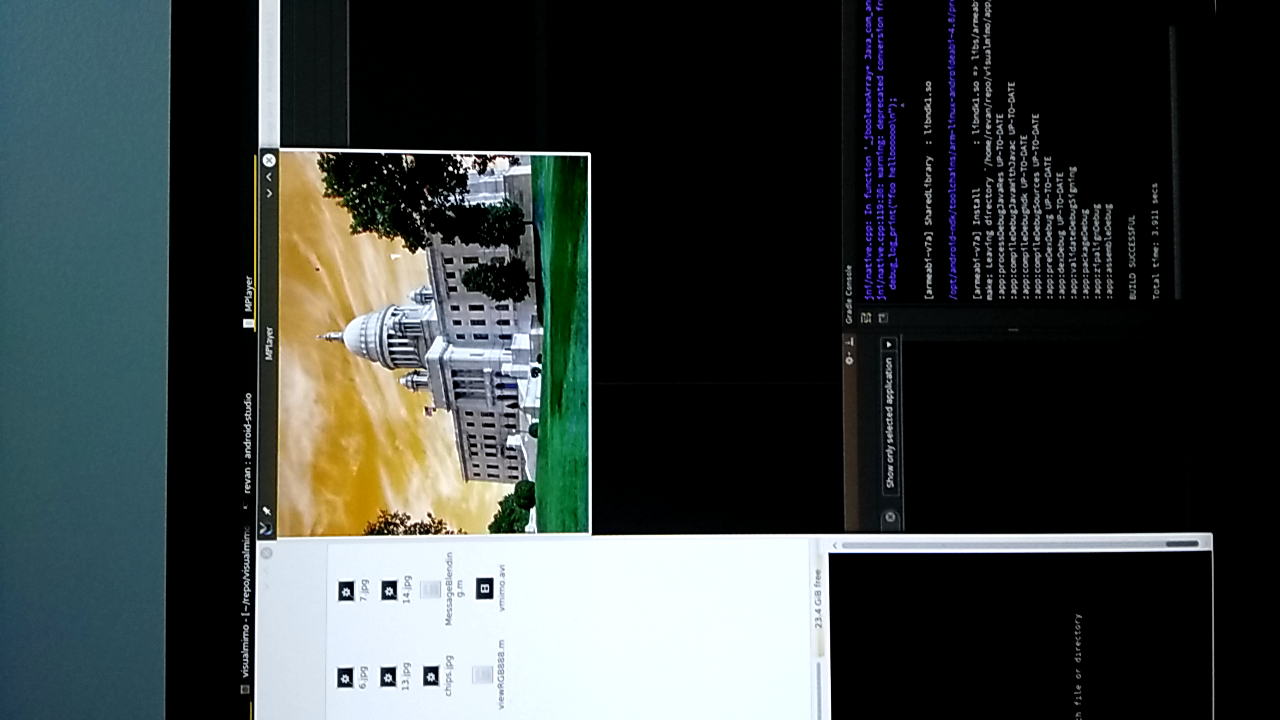 visualmimo - [~/repo/visualmimo
revan : android-studio
MPlayer
MPlayer
6.jpg
7.jpg
13.jpg
14.jpg
chips.jpg
MessageBlendin
g.m
viewRGB888.m
vmimo.avi
23.4 GiB free
Show only selected application
Gradle Console
jni/native.cpp: In function '_jbooleanArray* Java_com_an
jni/native.cpp:119:36: warning: deprecated conversion fr
debug_log_print("foo hellooooooo\n");
^
[armeabi-v7a] SharedLibrary : libndk1.so
/opt/android-ndk/toolchains/arm-linux-androideabi-4.8/pre
[armeabi-v7a] Install : libndk1.so => libs/armeab
make: Leaving directory `/home/revan/repo/visualmimo/app/
:app:processDebugJavaRes UP-TO-DATE
:app:compileDebugJavaWithJavac UP-TO-DATE
:app:compileDebugNdk UP-TO-DATE
:app:compileDebugSources UP-TO-DATE
:app:preDexDebug UP-TO-DATE
:app:dexDebug UP-TO-DATE
:app:validateDebugSigning
:app:packageDebug
:app:zipalignDebug
:app:assembleDebug
BUILD SUCCESSFUL
Total time: 3.911 secs
ch file or directory